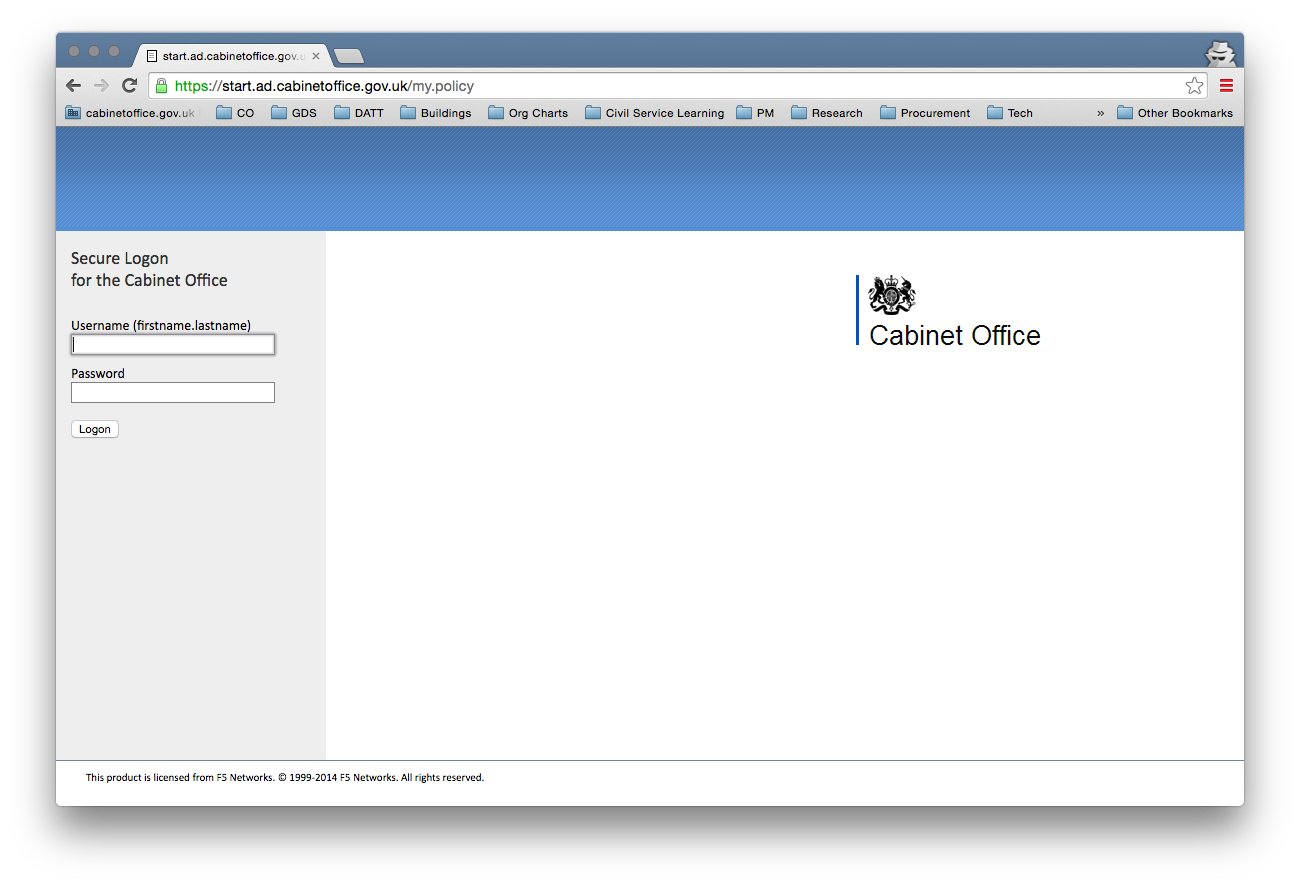 start.ad.cabinetoffice.gov.u
https://start.ad.cabinetoffice.gov.uk/my.policy
cabinetoffice.gov.uk CO GDS DATT Buildings Org Charts Civil Service Learning PM Research Procurement Tech » Other Bookmarks
Secure Logon
for the Cabinet Office
Username (firstname.lastname)
Password
Logon
Cabinet Office
This product is licensed from F5 Networks. © 1999-2014 F5 Networks. All rights reserved.